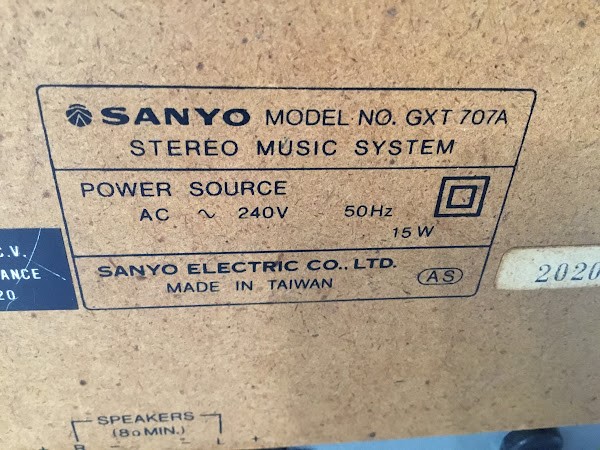 SANYO MODEL NO. GXT 707A
STEREO MUSIC SYSTEM
POWER SOURCE
AC ~ 240V 50Hz
15W
SANYO ELECTRIC CO., LTD.
MADE IN TAIWAN AS
C.V.
ANCE
20
2020
SPEAKERS
(8Ω MIN.)
R L +